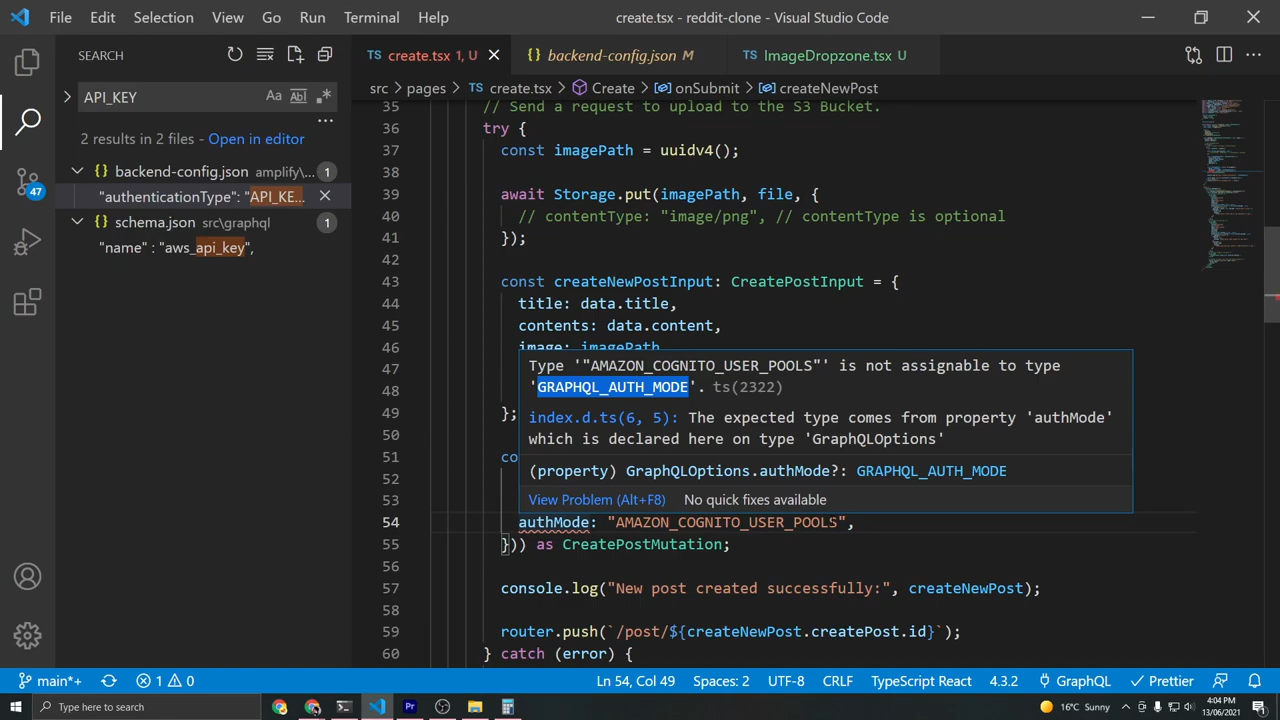 File Edit Selection View Go Run Terminal Help create.tsx - reddit-clone - Visual Studio Code
SEARCH
API_KEY Aa Ab
2 results in 2 files - Open in editor
backend-config.json amplify\... 1
"authenticationType": "API_KE...
schema.json src\graphql 1
"name" : "aws_api_key",
47
TS create.tsx 1, U
{} backend-config.json M
TS ImageDropzone.tsx U
src > pages > TS create.tsx > Create > onSubmit > createNewPost
35 // Send a request to upload to the S3 Bucket.
36 try {
37 const imagePath = uuidv4();
38
39 await Storage.put(imagePath, file, {
40 // contentType: "image/png", // contentType is optional
41 });
42
43 const createNewPostInput: CreatePostInput = {
44 title: data.title,
45 contents: data.content,
46 image: imagePath
47
48
49 };
50
51 co
52
53
Type '"AMAZON_COGNITO_USER_POOLS"' is not assignable to type
'GRAPHQL_AUTH_MODE'. ts(2322)
index.d.ts(6, 5): The expected type comes from property 'authMode'
which is declared here on type 'GraphQLOptions'
(property) GraphQLOptions.authMode?: GRAPHQL_AUTH_MODE
View Problem (Alt+F8) No quick fixes available
54 authMode: "AMAZON_COGNITO_USER_POOLS",
55 })) as CreatePostMutation;
56
57 console.log("New post created successfully:", createNewPost);
58
59 router.push(`/post/${createNewPost.createPost.id}`);
60 } catch (error) {
main*+ 1 0 Ln 54, Col 49 Spaces: 2 UTF-8 CRLF TypeScript React 4.3.2 GraphQL Prettier
Type here to search
16°C Sunny
4:04 PM
13/06/2021